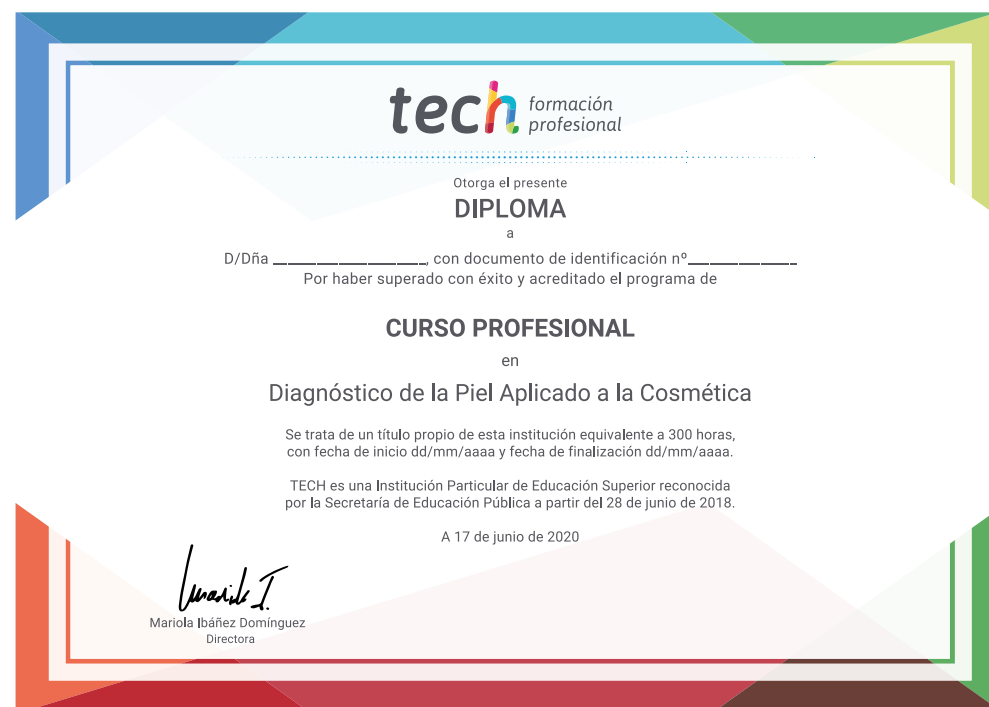 tech formación
profesional
Otorga el presente
DIPLOMA
a
D/Dña ____________________, con documento de identificación nº______________
Por haber superado con éxito y acreditado el programa de
CURSO PROFESIONAL
en
Diagnóstico de la Piel Aplicado a la Cosmética
Se trata de un título propio de esta institución equivalente a 300 horas,
con fecha de inicio dd/mm/aaaa y fecha de finalización dd/mm/aaaa.
TECH es una Institución Particular de Educación Superior reconocida
por la Secretaría de Educación Pública a partir del 28 de junio de 2018.
A 17 de junio de 2020
Mariola Ibáñez Domínguez
Directora